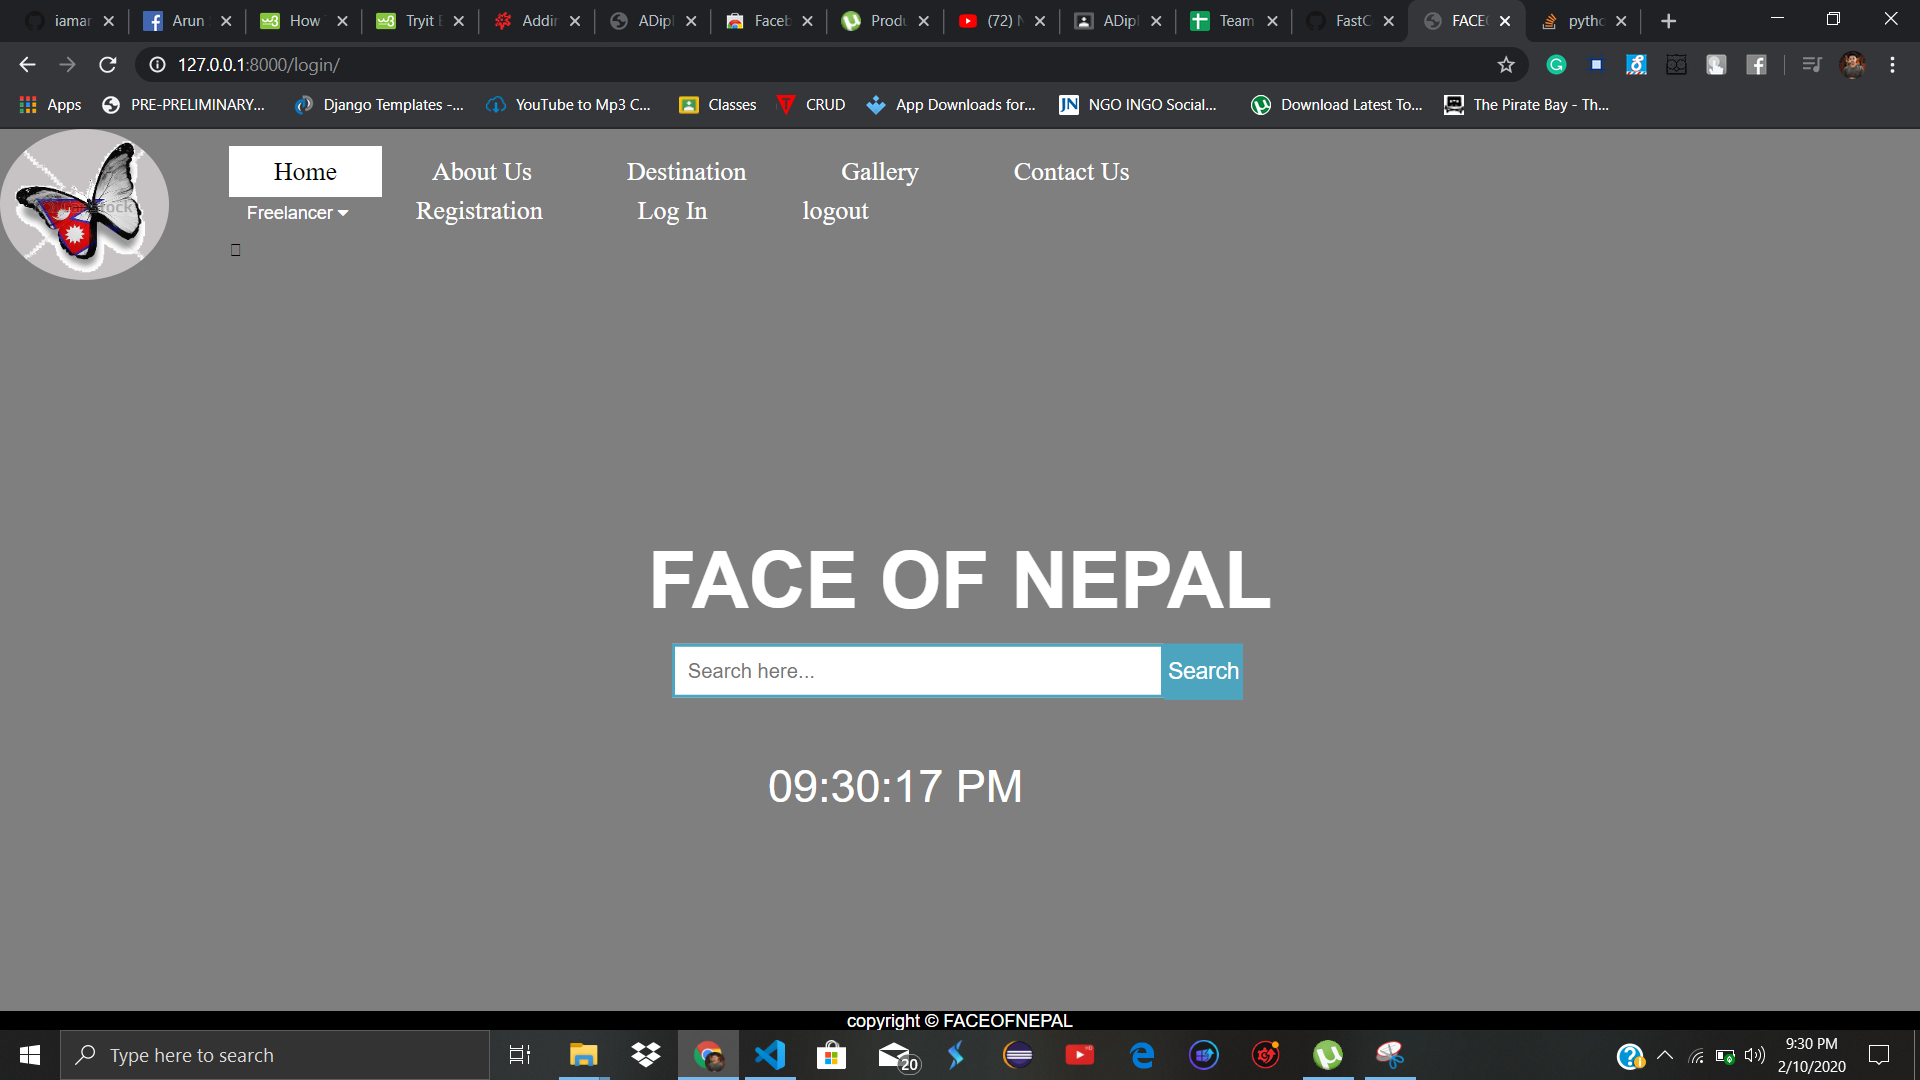 iamar
Arun
How
Tryit E
Addir
ADipl
Faceb
Produ
(72) N
ADipl
Team
FastC
FACE
pytho
127.0.0.1:8000/login/
Apps
PRE-PRELIMINARY...
Django Templates -...
YouTube to Mp3 C...
Classes
CRUD
App Downloads for...
JN NGO INGO Social...
Download Latest To...
The Pirate Bay - Th...
Home About Us Destination Gallery Contact Us
Freelancer Registration Log In logout
FACE OF NEPAL
Search here... Search
09:30:17 PM
copyright © FACEOFNEPAL
Type here to search
20
9:30 PM
2/10/2020